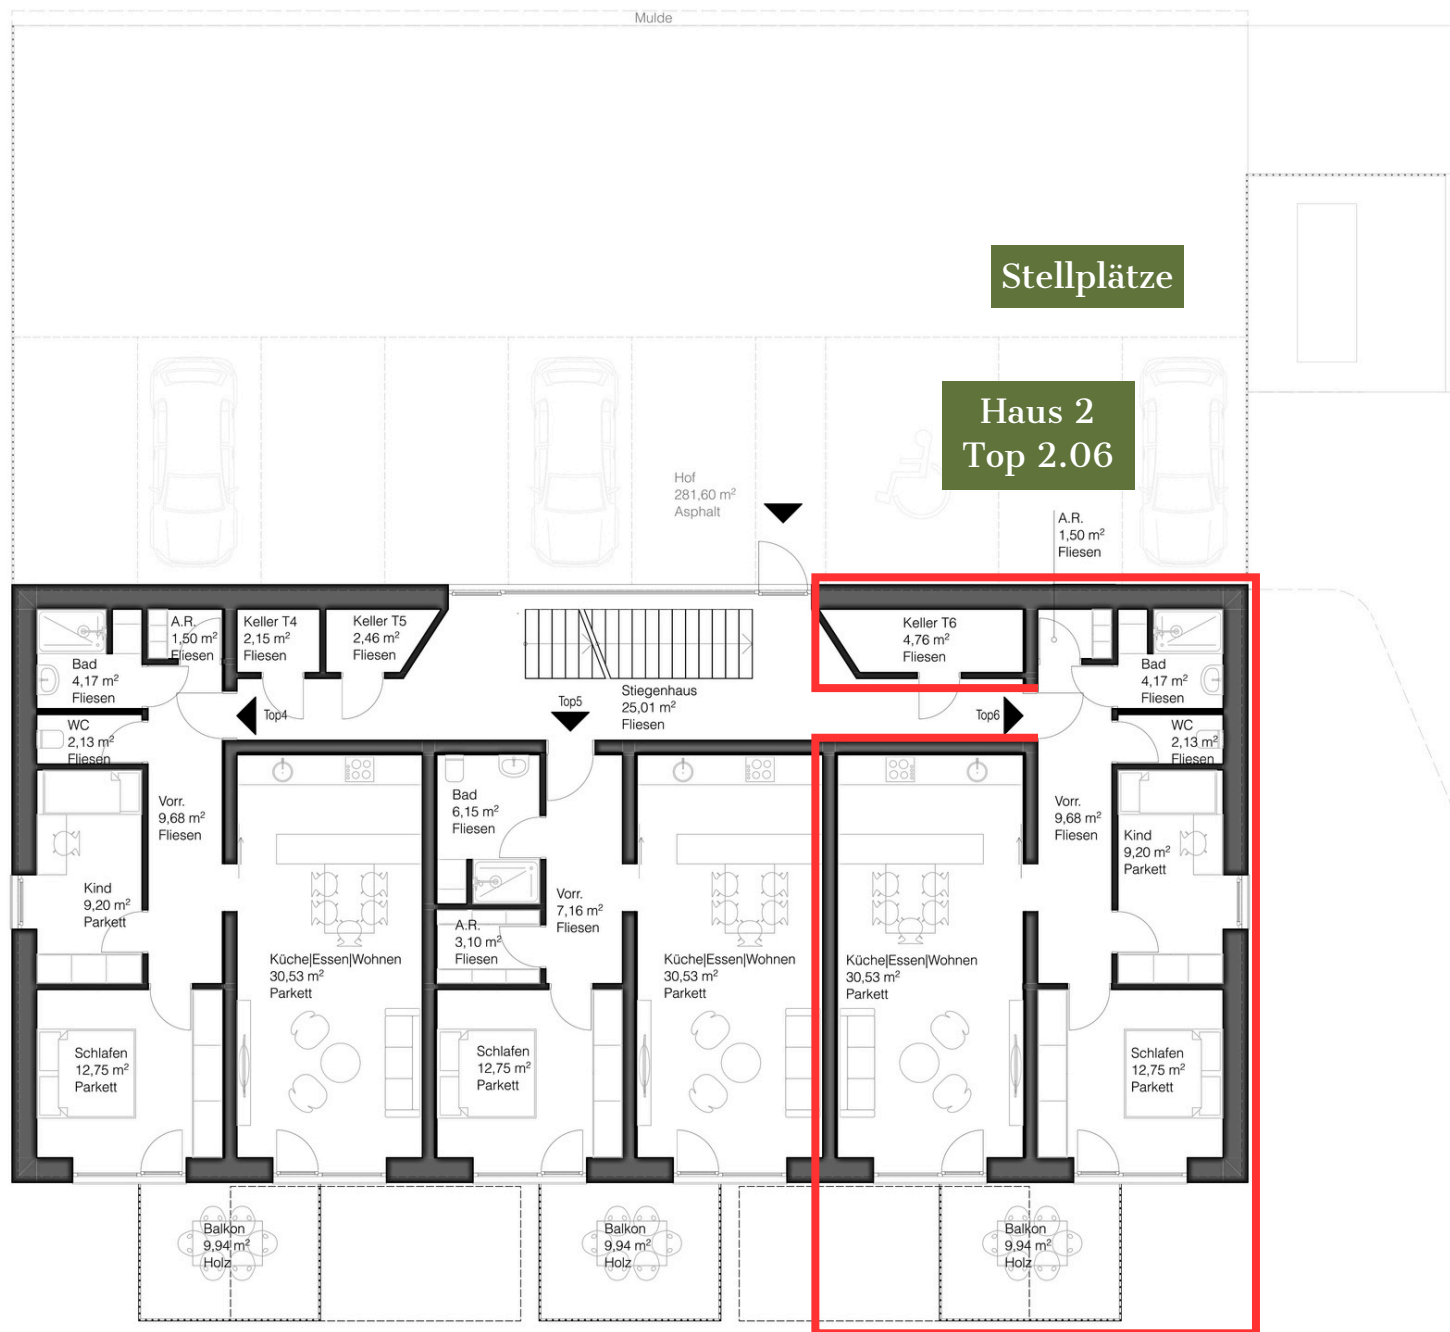 Mulde
Stellplätze
Haus 2
Top 2.06
Hof
281,60 m²
Asphalt
A.R.
1,50 m²
Fliesen
A.R.
1,50 m²
Fliesen
Keller T4
2,15 m²
Fliesen
Keller T5
2,46 m²
Fliesen
Keller T6
4,76 m²
Fliesen
Bad
4,17 m²
Fliesen
Bad
4,17 m²
Fliesen
Stiegenhaus
25,01 m²
Fliesen
Top4
Top5
Top6
WC
2,13 m²
Fliesen
WC
2,13 m²
Fliesen
Vorr.
9,68 m²
Fliesen
Bad
6,15 m²
Fliesen
Vorr.
9,68 m²
Fliesen
Kind
9,20 m²
Parkett
Kind
9,20 m²
Parkett
Vorr.
7,16 m²
Fliesen
A.R.
3,10 m²
Fliesen
Küche|Essen|Wohnen
30,53 m²
Parkett
Küche|Essen|Wohnen
30,53 m²
Parkett
Küche|Essen|Wohnen
30,53 m²
Parkett
Schlafen
12,75 m²
Parkett
Schlafen
12,75 m²
Parkett
Schlafen
12,75 m²
Parkett
Balkon
9,94 m²
Holz
Balkon
9,94 m²
Holz
Balkon
9,94 m²
Holz